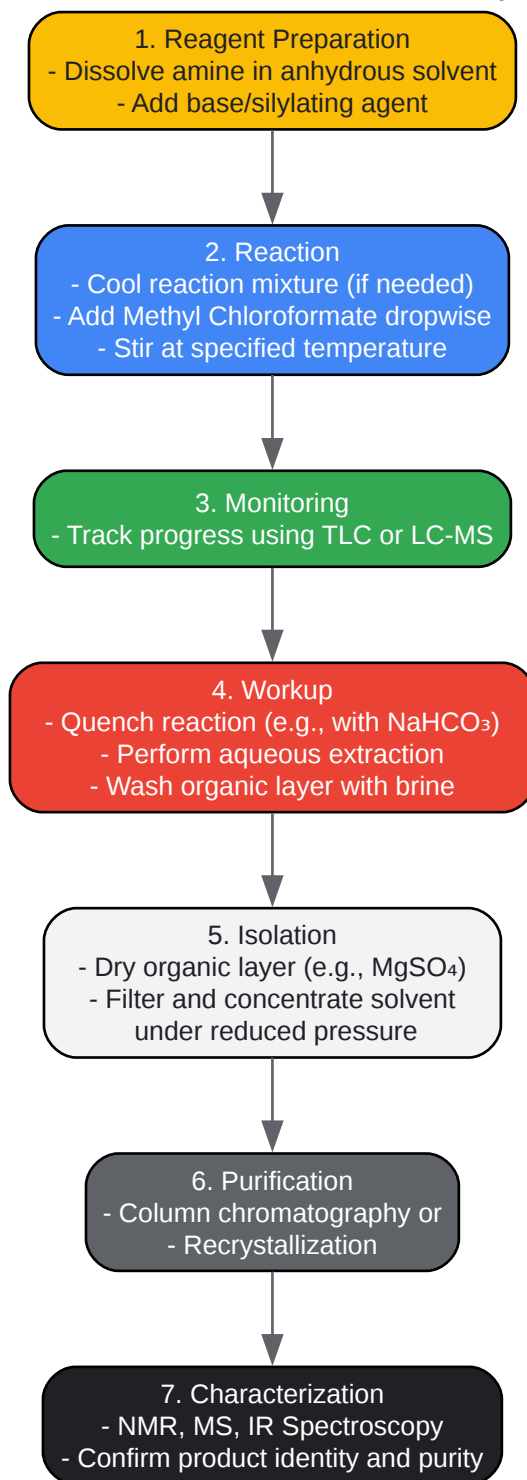 1. Reagent Preparation
- Dissolve amine in anhydrous solvent
- Add base/silylating agent
2. Reaction
- Cool reaction mixture (if needed)
- Add Methyl Chloroformate dropwise
- Stir at specified temperature
3. Monitoring
- Track progress using TLC or LC-MS
4. Workup
- Quench reaction (e.g., with NaHCO₃)
- Perform aqueous extraction
- Wash organic layer with brine
5. Isolation
- Dry organic layer (e.g., MgSO₄)
- Filter and concentrate solvent
under reduced pressure
6. Purification
- Column chromatography or
- Recrystallization
7. Characterization
- NMR, MS, IR Spectroscopy
- Confirm product identity and purity